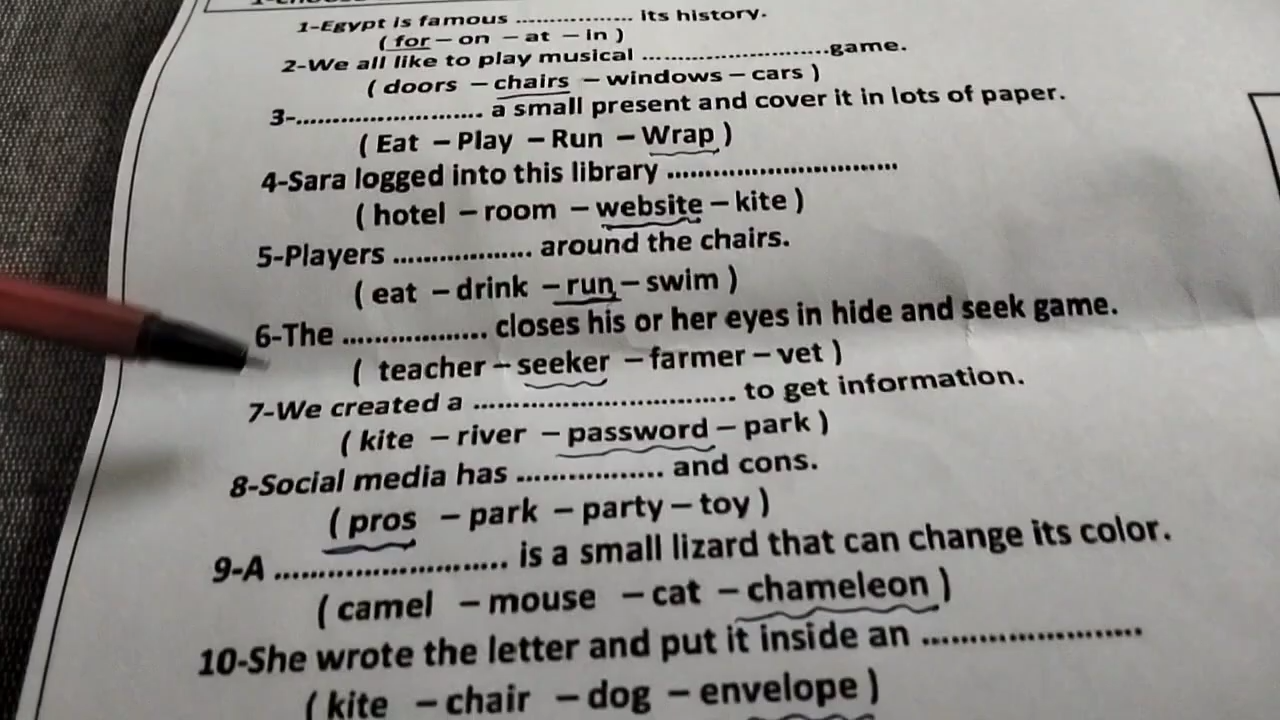 1-Egypt is famous .................. its history.
( for – on – at – in )
2-We all like to play musical ............................game.
( doors – chairs – windows – cars )
3-........................... a small present and cover it in lots of paper.
( Eat – Play – Run – Wrap )
4-Sara logged into this library ..............................
( hotel – room – website – kite )
5-Players ................... around the chairs.
( eat – drink – run – swim )
6-The .................. closes his or her eyes in hide and seek game.
( teacher – seeker – farmer – vet )
7-We created a ................................. to get information.
( kite – river – password – park )
8-Social media has .................. and cons.
( pros – park – party – toy )
9-A ............................ is a small lizard that can change its color.
( camel – mouse – cat – chameleon )
10-She wrote the letter and put it inside an ..........................
( kite – chair – dog – envelope )